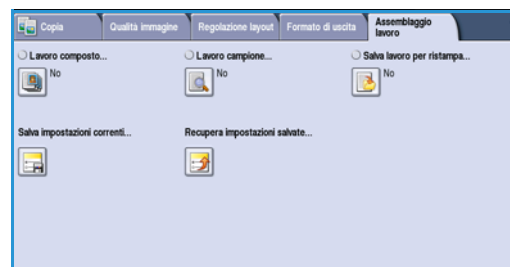 Copia
Qualità immagine
Regolazione layout
Formato di uscita
Assemblaggio
lavoro
Lavoro composto...
No
Lavoro campione...
No
Salva lavoro per ristampa...
No
Salva impostazioni correnti...
Recupera impostazioni salvate...